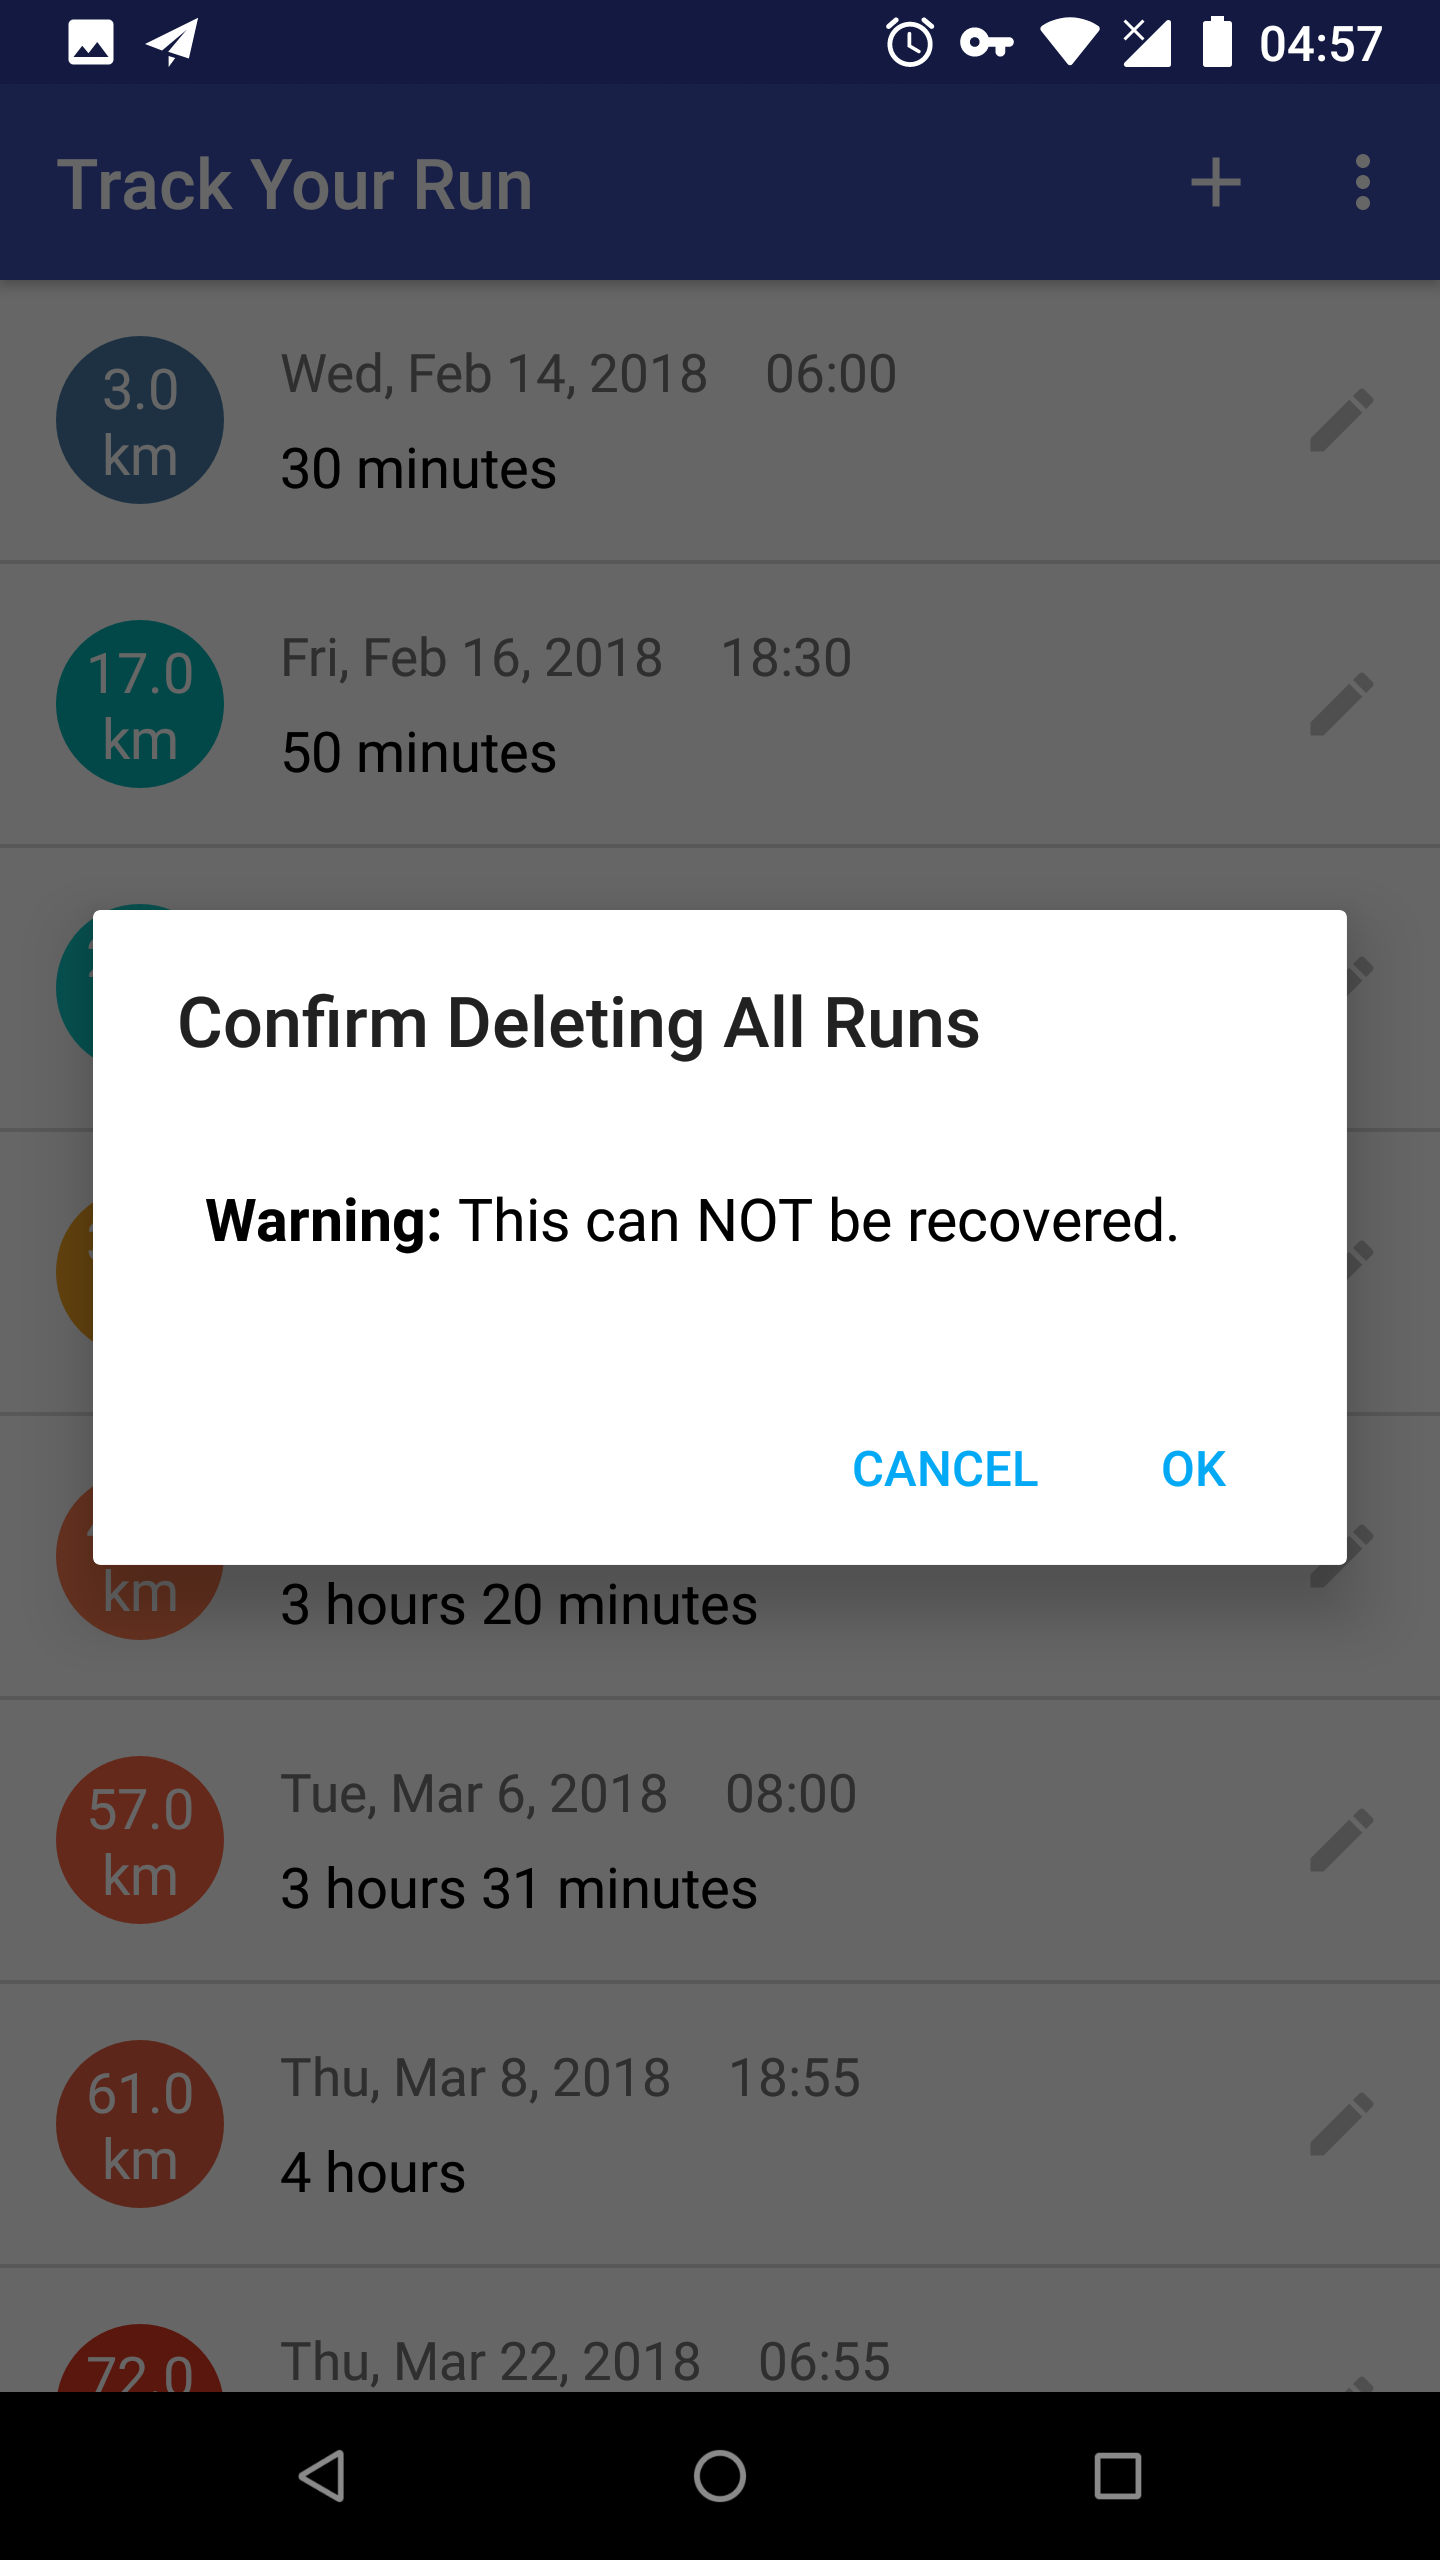 04:57
Track Your Run
3.0
km
Wed, Feb 14, 2018 06:00
30 minutes
17.0
km
Fri, Feb 16, 2018 18:30
50 minutes
Confirm Deleting All Runs
Warning: This can NOT be recovered.
CANCEL OK
km
3 hours 20 minutes
57.0
km
Tue, Mar 6, 2018 08:00
3 hours 31 minutes
61.0
km
Thu, Mar 8, 2018 18:55
4 hours
72.0
Thu, Mar 22, 2018 06:55